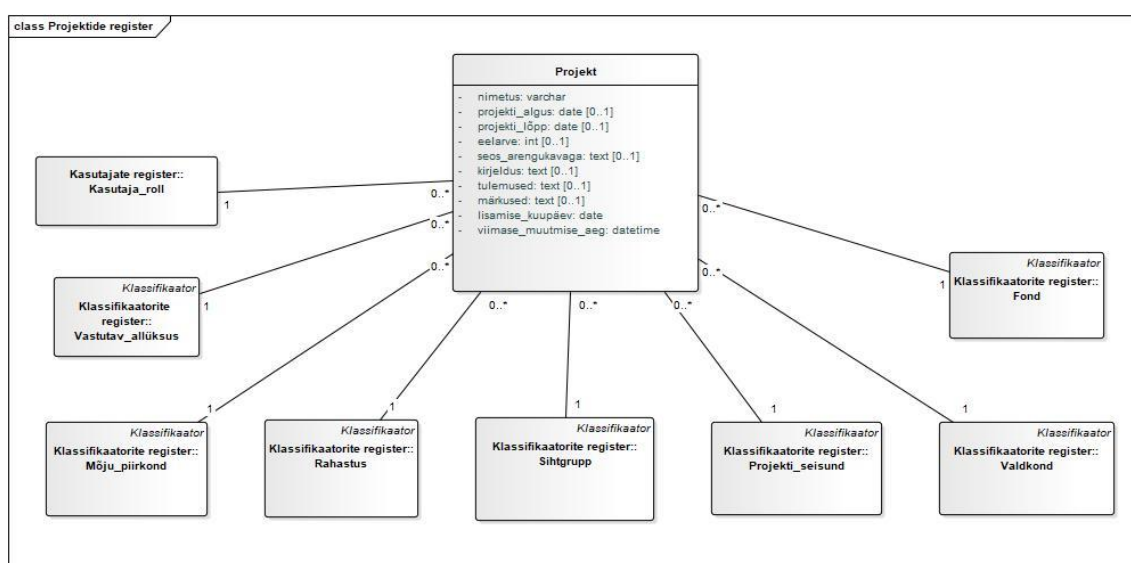 class Projektide register
Projekt
- nimetus: varchar
- projekti_algus: date [0..1]
- projekti_lõpp: date [0..1]
- eelarve: int [0..1]
- seos_arengukavaga: text [0..1]
- kirjeldus: text [0..1]
- tulemused: text [0..1]
- märkused: text [0..1]
- lisamise_kuupäev: date
- viimase_muutmise_aeg: datetime
Kasutajate register::
Kasutaja_roll
1
0..*
Klassifikaator
Klassifikaatorite
register::
Vastutav_allüksus
1
0..*
Klassifikaator
Klassifikaatorite register::
Fond
1
0..*
Klassifikaator
Klassifikaatorite register::
Mõju_piirkond
1
0..*
Klassifikaator
Klassifikaatorite register::
Rahastus
1
0..*
Klassifikaator
Klassifikaatorite register::
Sihtgrupp
1
0..*
Klassifikaator
Klassifikaatorite register::
Projekti_seisund
1
0..*
Klassifikaator
Klassifikaatorite register::
Valdkond
1
0..*